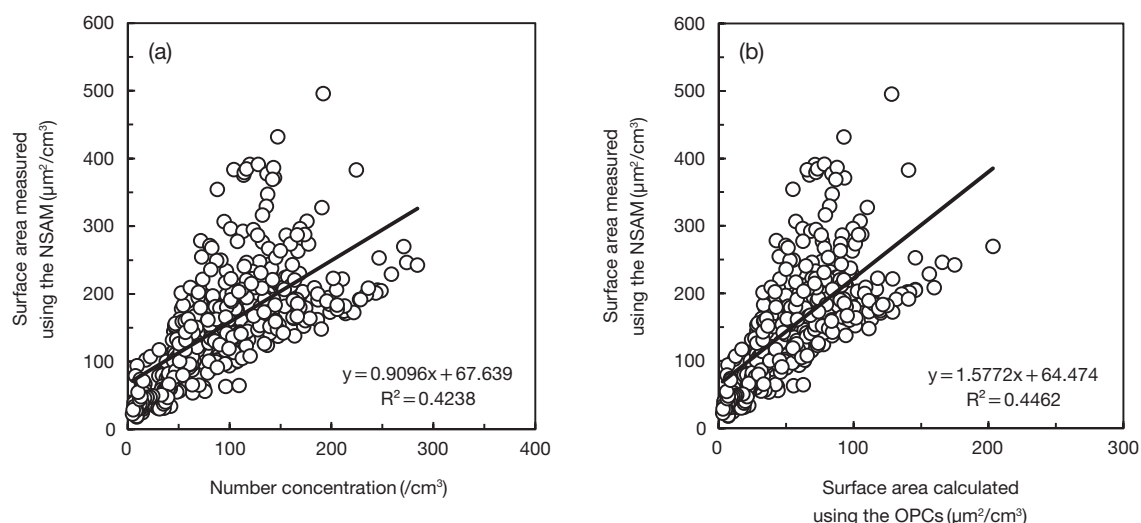 (a)
Surface area measured
using the NSAM (μm²/cm³)
600
500
400
300
200
100
0
y=0.9096x+67.639
R²=0.4238
0 100 200 300 400
Number concentration (/cm³)
(b)
Surface area measured
using the NSAM (μm²/cm³)
600
500
400
300
200
100
0
y=1.5772x+64.474
R²=0.4462
0 100 200 300
Surface area calculated
using the OPCs (μm²/cm³)